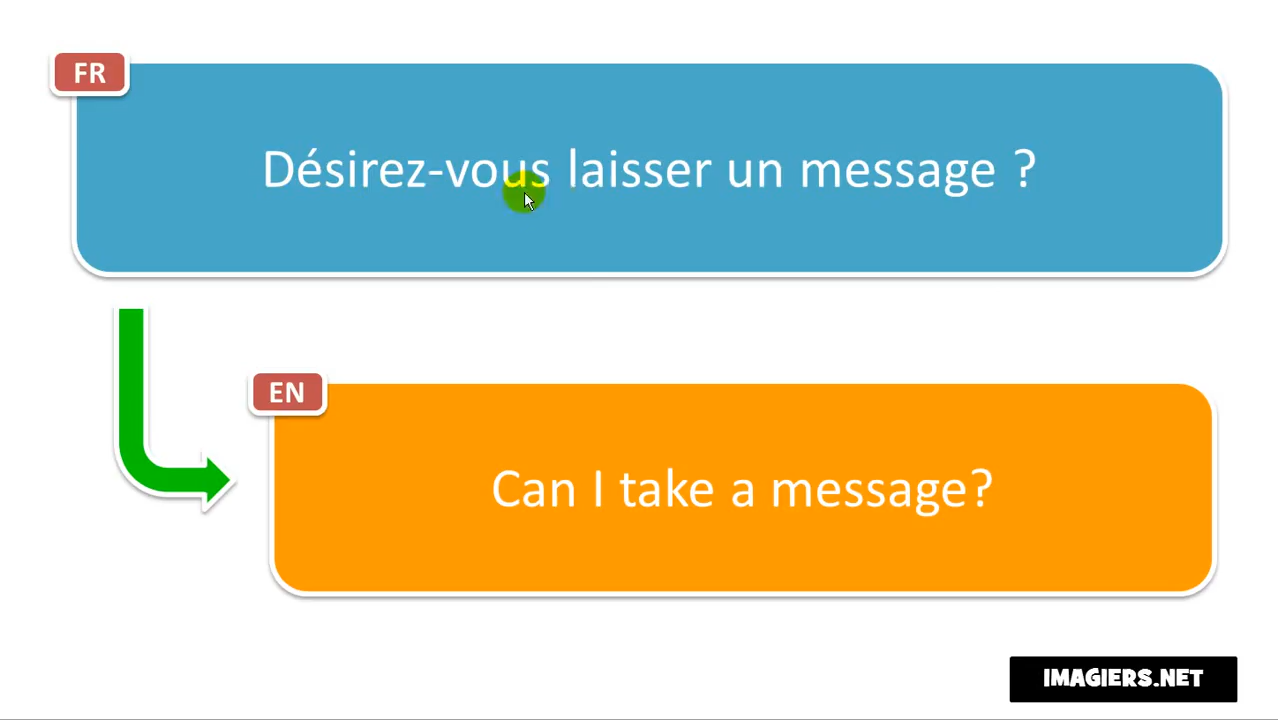 FR
Désirez-vous laisser un message ?
EN
Can I take a message?
IMAGIERS.NET